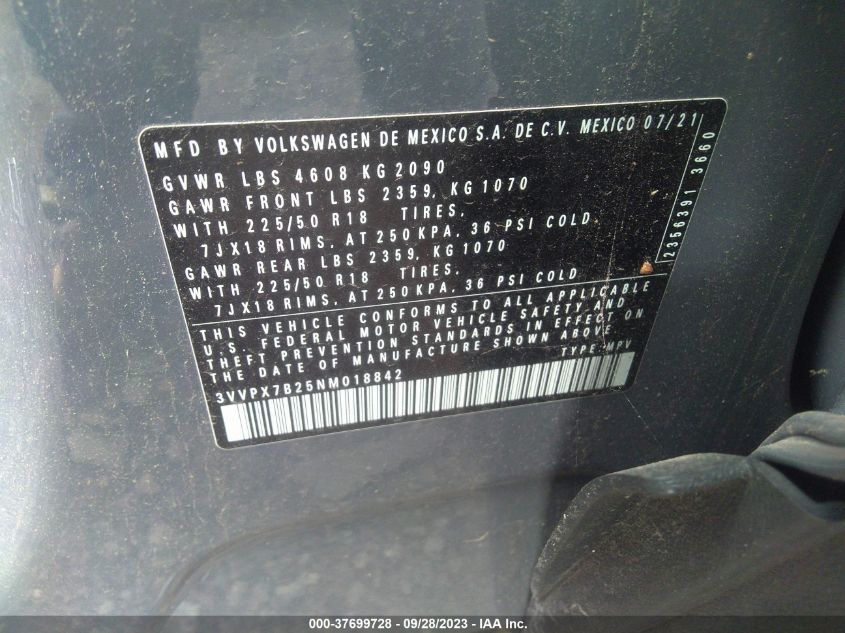 MFD BY VOLKSWAGEN DE MEXICO S.A. DE C.V. MEXICO 07/21
GVWR LBS 4608 KG 2090
GAWR FRONT LBS 2359, KG 1070
WITH 225/50 R18 TIRES,
7JX18 RIMS, AT 250 KPA, 36 PSI COLD
GAWR REAR LBS 2359, KG 1070
WITH 225/50 R18 TIRES,
7JX18 RIMS, AT 250 KPA, 36 PSI COLD
2356391 3660
THIS VEHICLE CONFORMS TO ALL APPLICABLE
U.S. FEDERAL MOTOR VEHICLE SAFETY AND
THEFT PREVENTION STANDARDS IN EFFECT ON
THE DATE OF MANUFACTURE SHOWN ABOVE
3VVPX7B25NM018842 TYPE-MPV
000-37699728 - 09/28/2023 - IAA Inc.